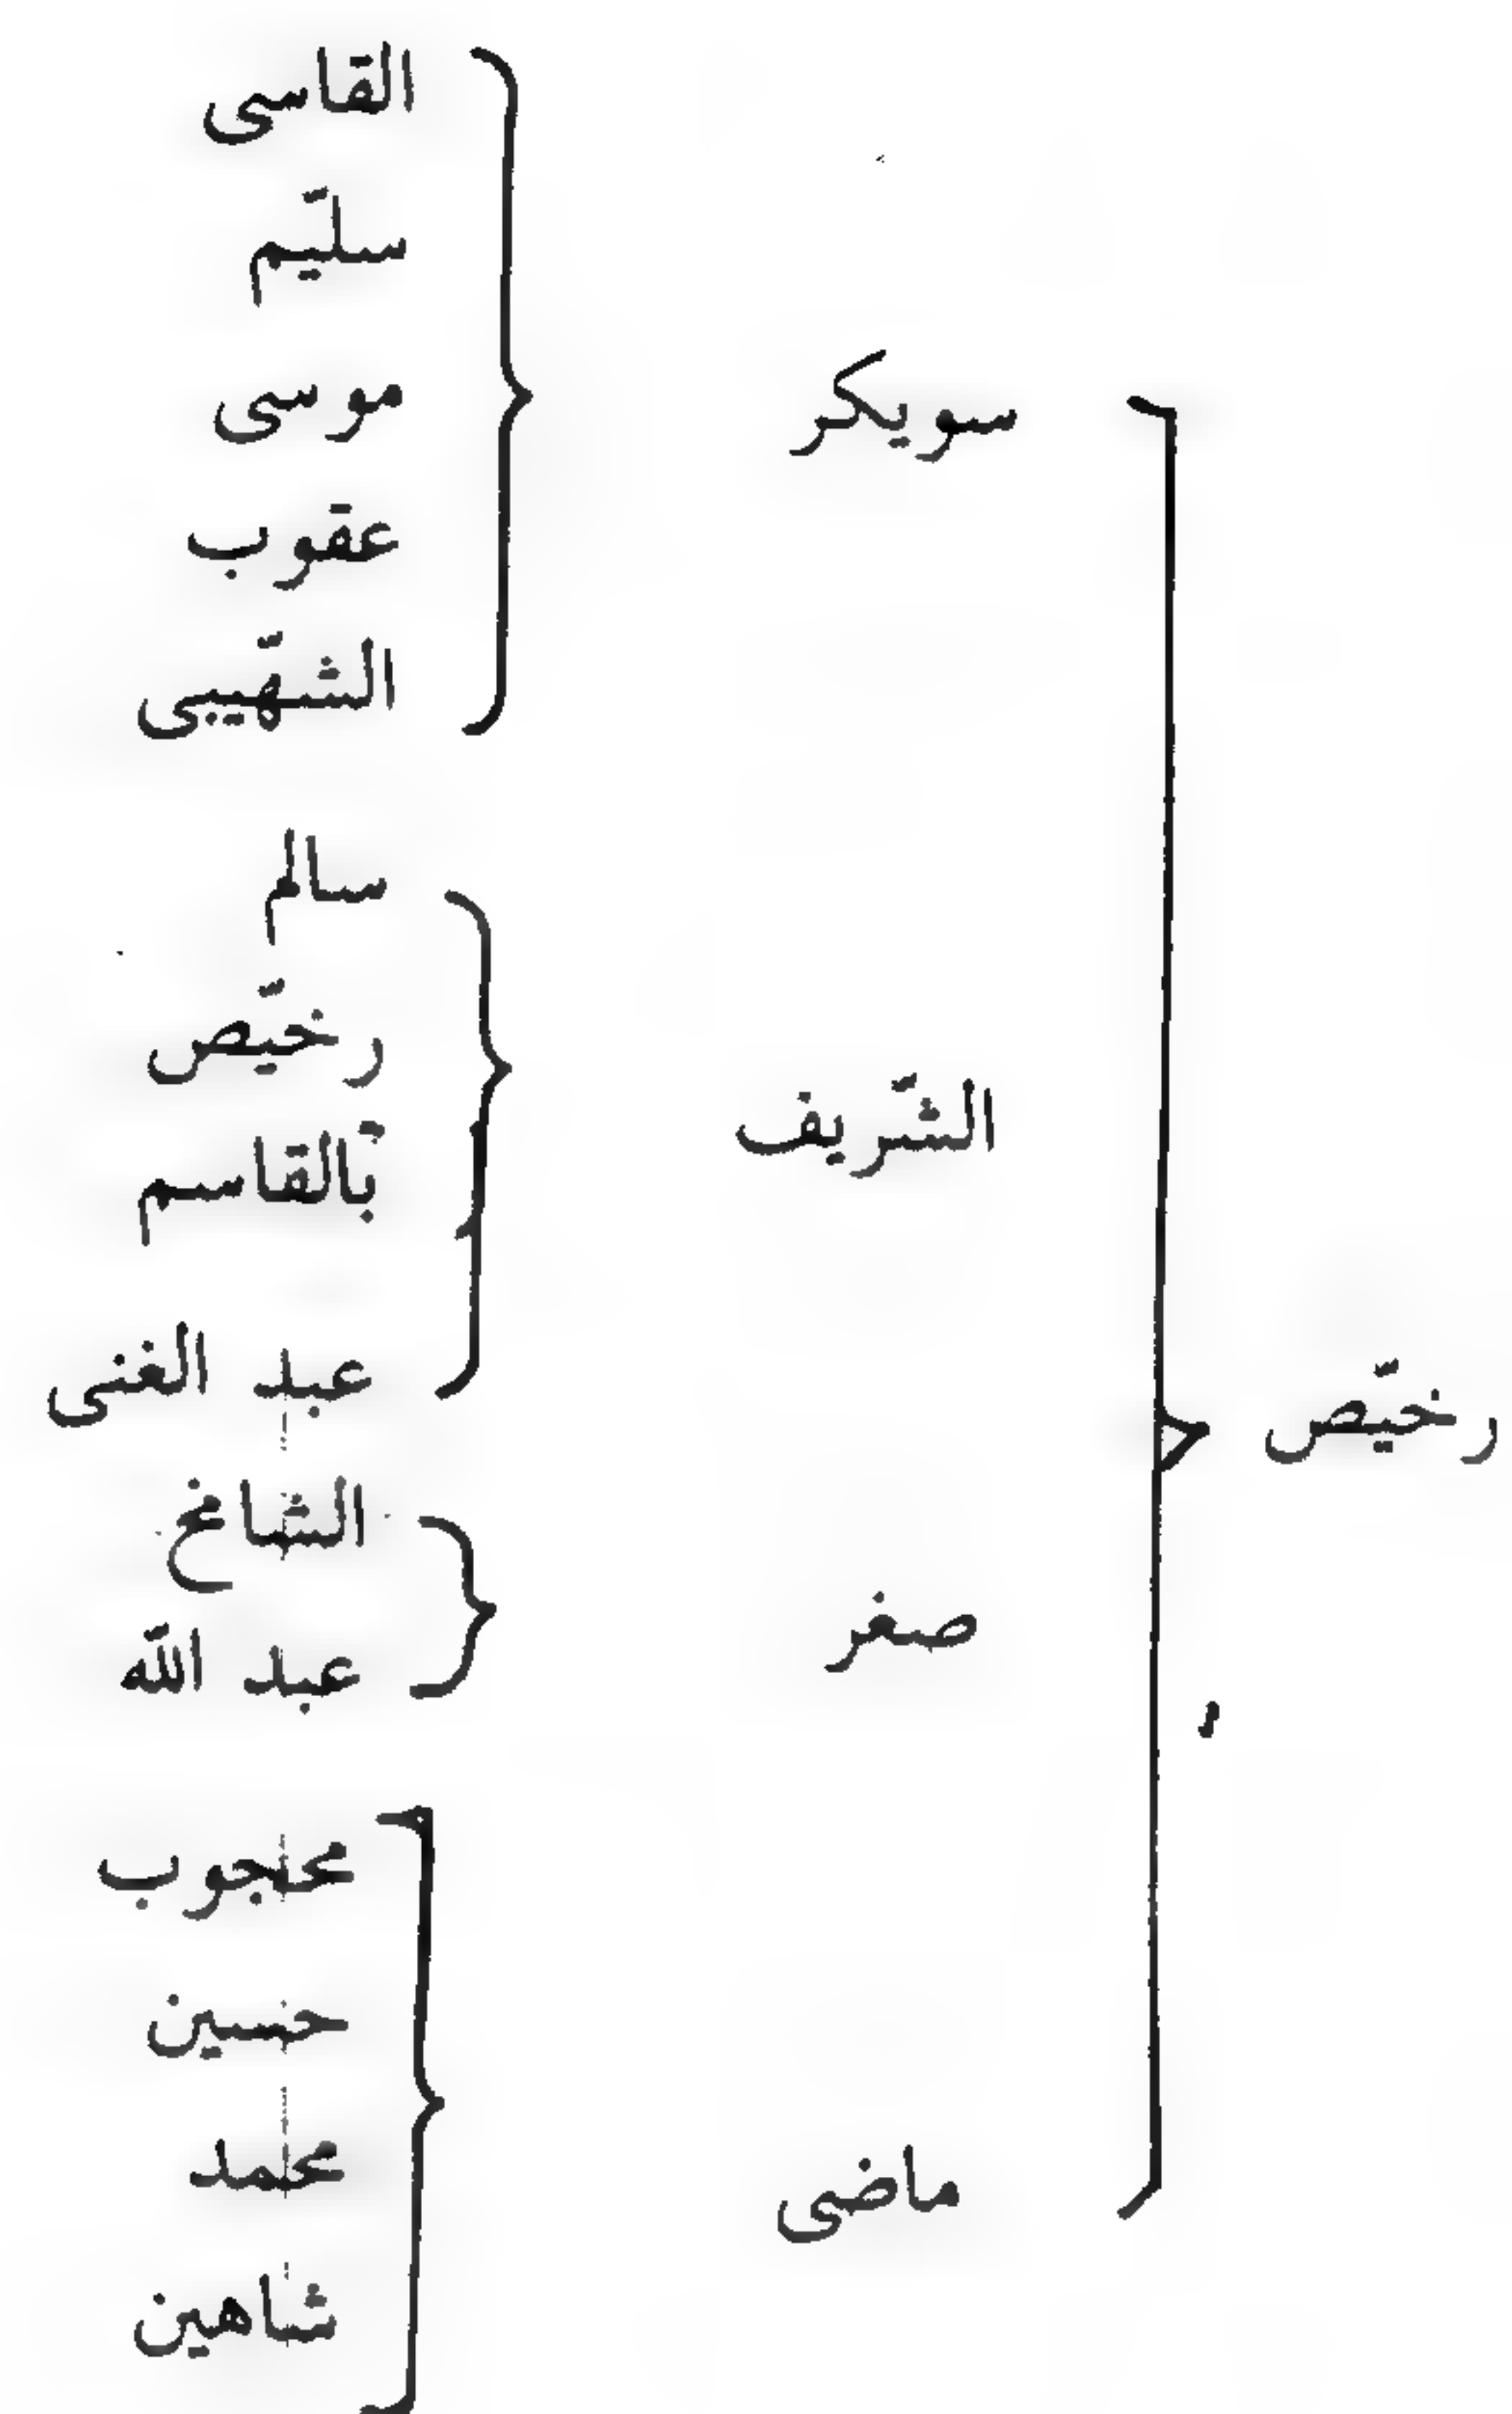 رخيّص
سويكر
القاسى
سليّم
موسى
عقوب
الشهّيبى
الشّريف
سالم
رخيّص
بّالقاسم
عبد الغنى
صغر
الشامخ
عبد الله
ماضى
محجوب
حسين
محمد
شاهين